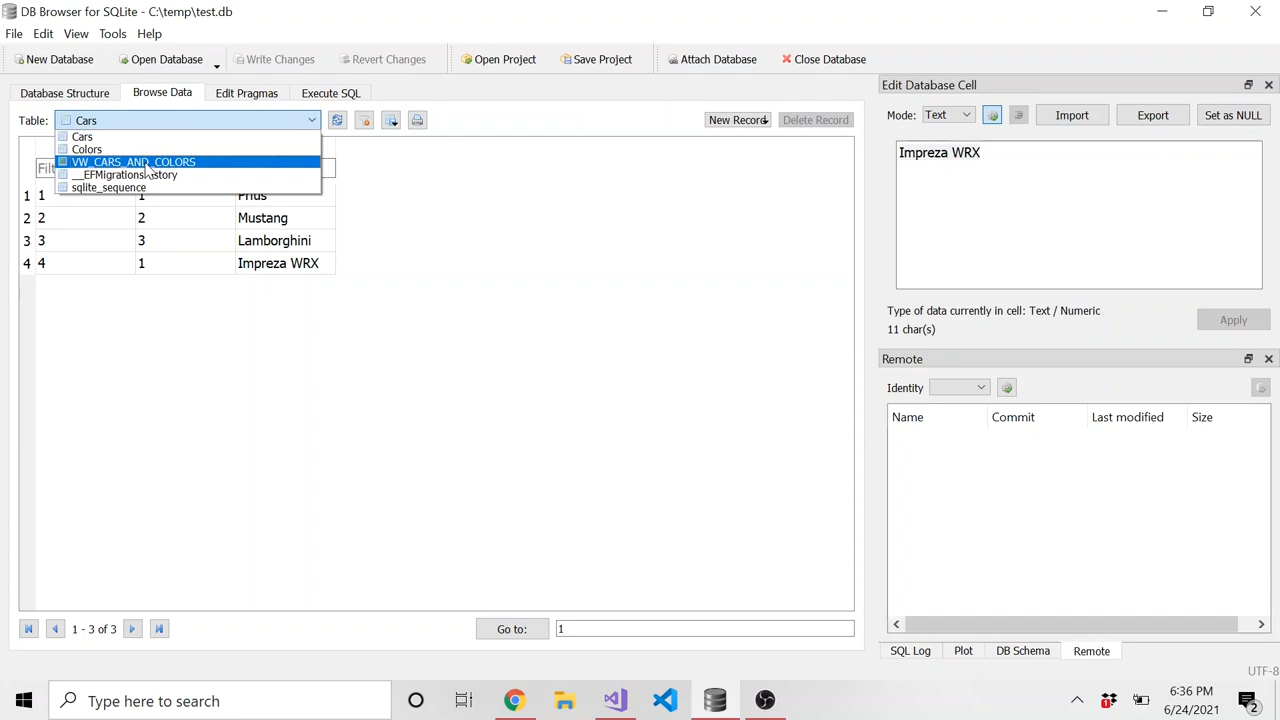 DB Browser for SQLite - C:\temp\test.db
File Edit View Tools Help
New Database Open Database Write Changes Revert Changes Open Project Save Project Attach Database Close Database
Database Structure Browse Data Edit Pragmas Execute SQL
Table: Cars New Record Delete Record
Cars
Colors
VW_CARS_AND_COLORS
sqlite_sequence
1 1 1 Prius
2 2 2 Mustang
3 3 3 Lamborghini
4 4 1 Impreza WRX
1 - 3 of 3 Go to: 1
Edit Database Cell
Mode: Text Import Export Set as NULL
Impreza WRX
Type of data currently in cell: Text / Numeric
11 char(s)
Apply
Remote
Identity
Name Commit Last modified Size
SQL Log Plot DB Schema Remote
UTF-8
Type here to search
6:36 PM
6/24/2021
2